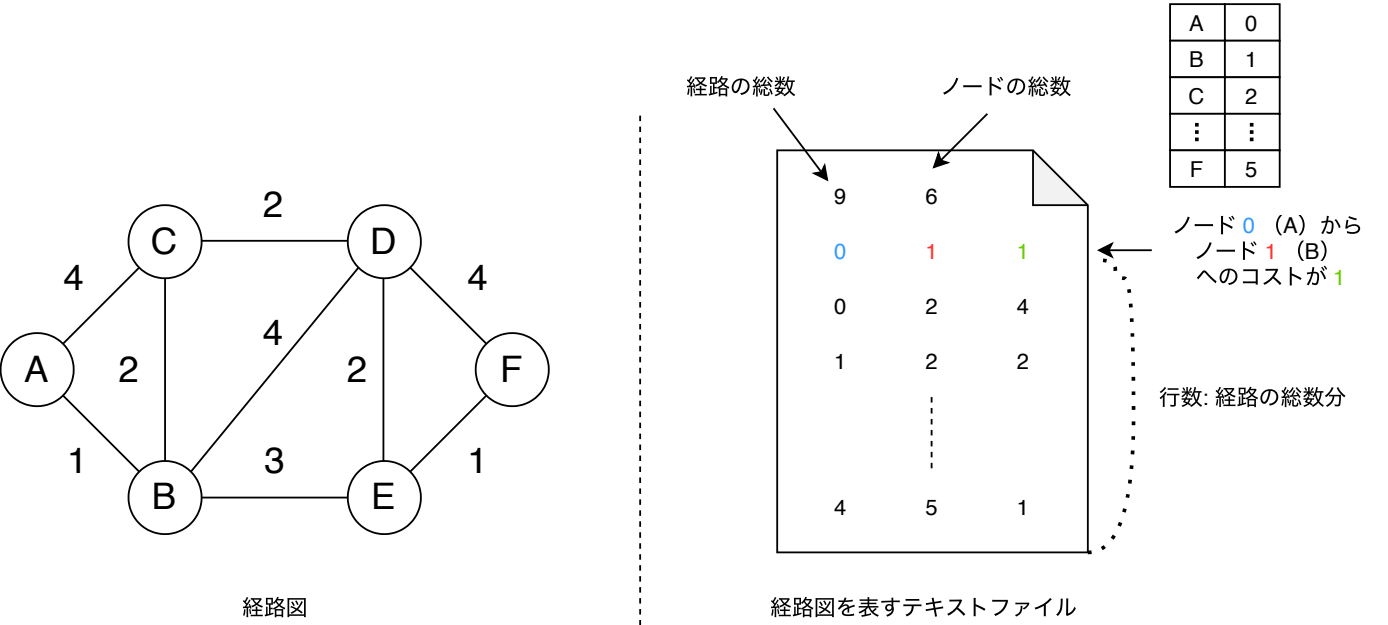 2
C
D
4
4
4
2
2
A
F
1
3
1
B
E
経路図
経路の総数
ノードの総数
9 6
0 1 1
0 2 4
1 2 2
4 5 1
経路図を表すテキストファイル
A 0
B 1
C 2
⋮ ⋮
F 5
ノード 0 （A）から
ノード 1 （B）
へのコストが 1
行数: 経路の総数分